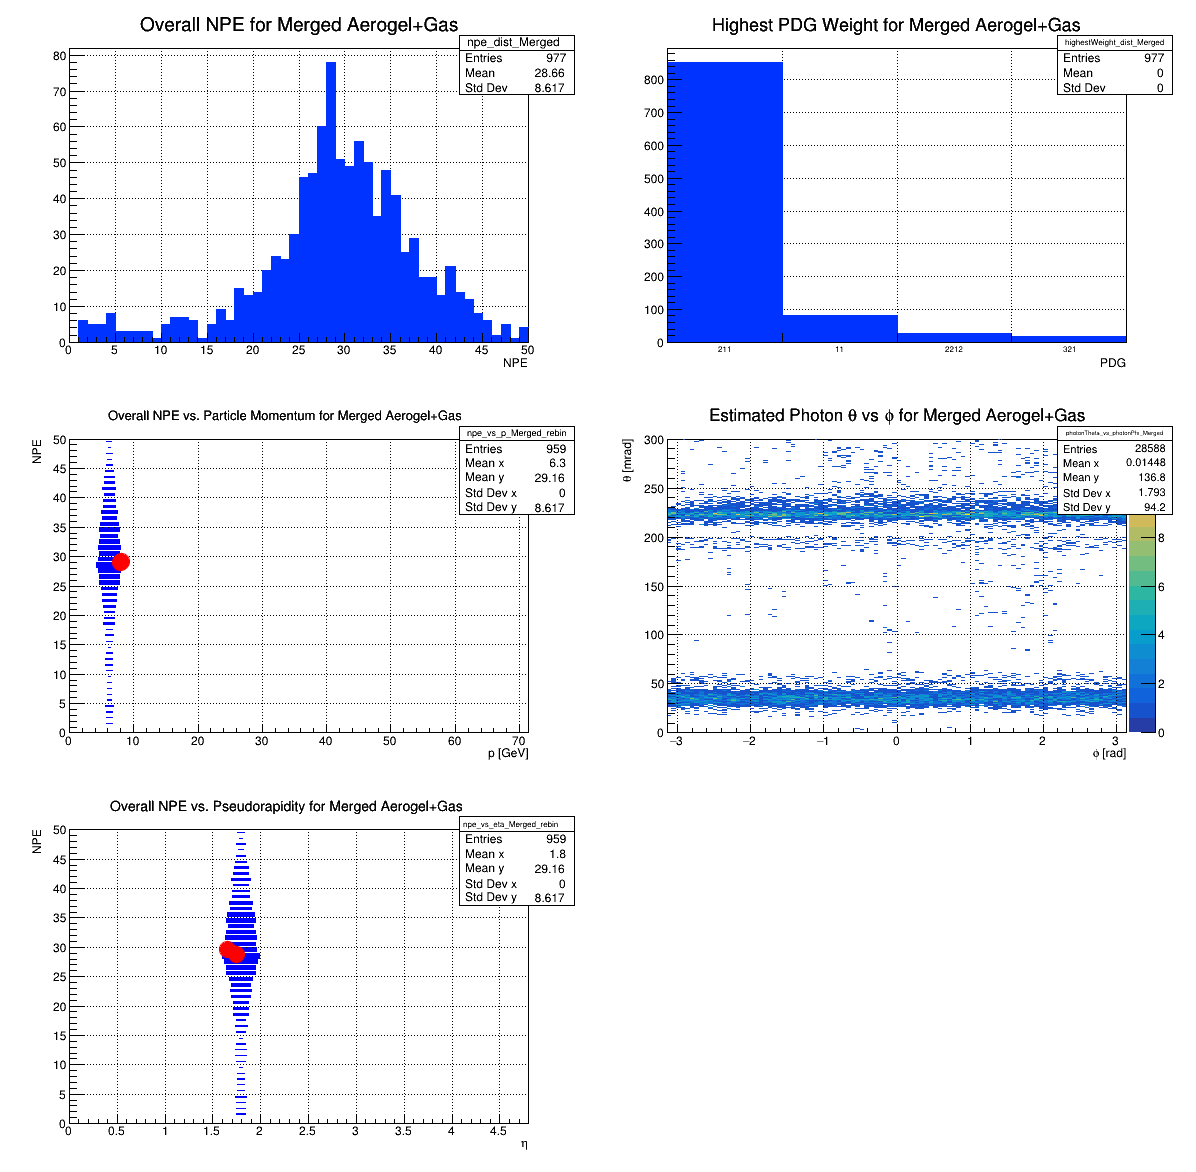 Overall NPE for Merged Aerogel+Gas
npe_dist_Merged
Entries 977
Mean 28.66
Std Dev 8.617
80
70
60
50
40
30
20
10
0
0 5 10 15 20 25 30 35 40 45 50
NPE
Highest PDG Weight for Merged Aerogel+Gas
highestWeight_dist_Merged
Entries 977
Mean 0
Std Dev 0
800
700
600
500
400
300
200
100
0
211 11 2212 321
PDG
Overall NPE vs. Particle Momentum for Merged Aerogel+Gas
npe_vs_p_Merged_rebin
Entries 959
Mean x 6.3
Mean y 29.16
Std Dev x 0
Std Dev y 8.617
NPE
50
45
40
35
30
25
20
15
10
5
0
0 10 20 30 40 50 60 70
p [GeV]
Estimated Photon θ vs ϕ for Merged Aerogel+Gas
photonTheta_vs_photonPhi_Merged
Entries 28588
Mean x 0.01448
Mean y 136.8
Std Dev x 1.793
Std Dev y 94.2
θ [mrad]
300
250
200
150
100
50
0
−3 −2 −1 0 1 2 3
ϕ [rad]
8
6
4
2
0
Overall NPE vs. Pseudorapidity for Merged Aerogel+Gas
npe_vs_eta_Merged_rebin
Entries 959
Mean x 1.8
Mean y 29.16
Std Dev x 0
Std Dev y 8.617
NPE
50
45
40
35
30
25
20
15
10
5
0
0 0.5 1 1.5 2 2.5 3 3.5 4 4.5
η